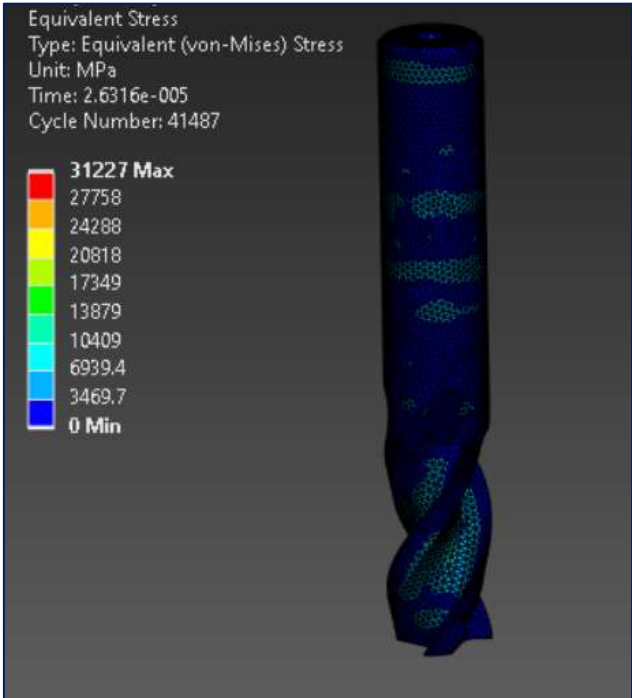 Equivalent Stress
Type: Equivalent (von-Mises) Stress
Unit: MPa
Time: 2.6316e-005
Cycle Number: 41487
31227 Max
27758
24288
20818
17349
13879
10409
6939.4
3469.7
0 Min